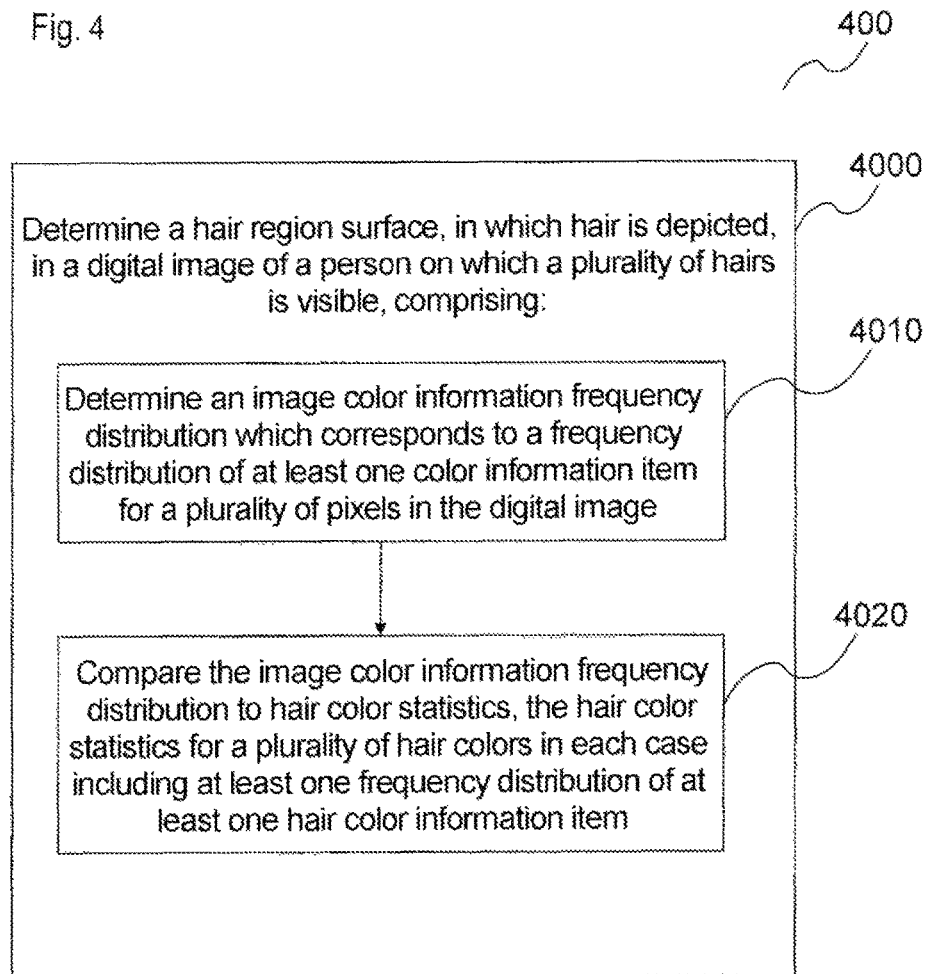 Fig. 4
400
4000
Determine a hair region surface, in which hair is depicted,
in a digital image of a person on which a plurality of hairs
is visible, comprising:
4010
Determine an image color information frequency
distribution which corresponds to a frequency
distribution of at least one color information item
for a plurality of pixels in the digital image
4020
Compare the image color information frequency
distribution to hair color statistics, the hair color
statistics for a plurality of hair colors in each case
including at least one frequency distribution of at
least one hair color information item